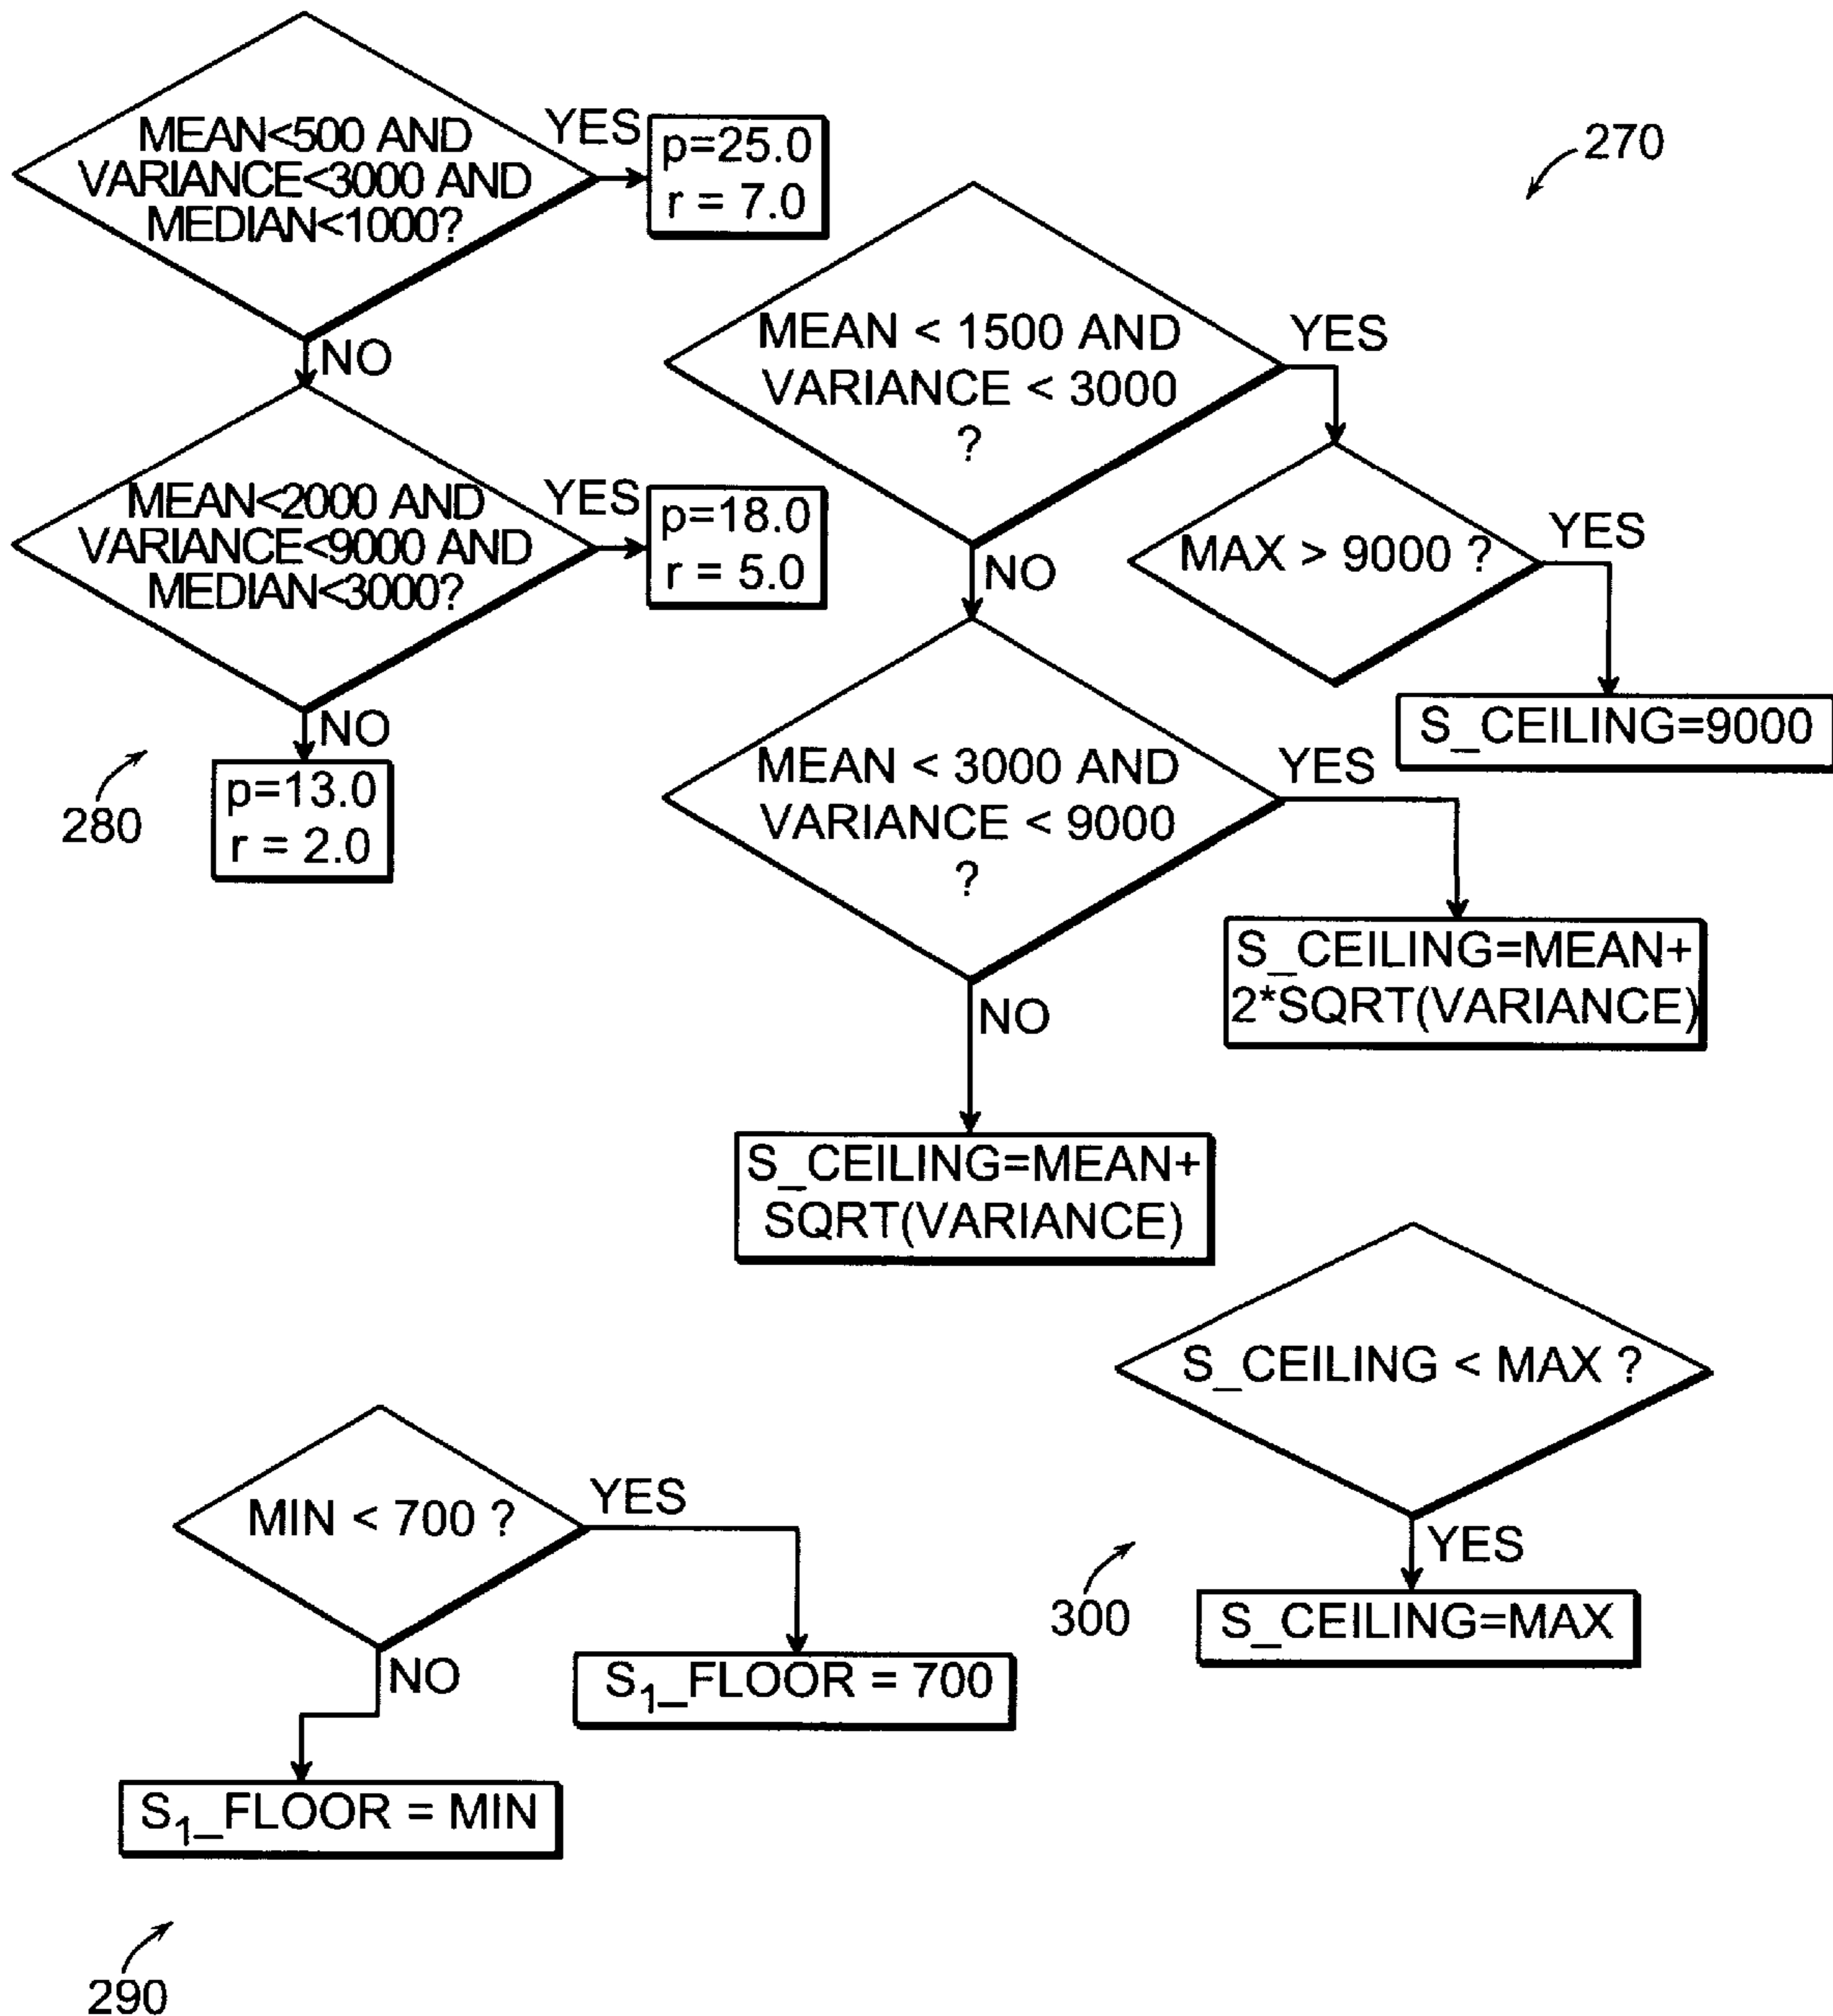 MEAN<500 AND
VARIANCE<3000 AND
MEDIAN<1000?
YES
p=25.0
r = 7.0
NO
MEAN<2000 AND
VARIANCE<9000 AND
MEDIAN<3000?
YES
p=18.0
r = 5.0
NO
p=13.0
r = 2.0
280
270
MEAN < 1500 AND
VARIANCE < 3000
?
YES
NO
MAX > 9000 ?
YES
S_CEILING=9000
MEAN < 3000 AND
VARIANCE < 9000
?
YES
S_CEILING=MEAN+
2*SQRT(VARIANCE)
NO
S_CEILING=MEAN+
SQRT(VARIANCE)
S_CEILING < MAX ?
YES
S_CEILING=MAX
300
MIN < 700 ?
YES
S₁_FLOOR = 700
NO
S₁_FLOOR = MIN
290